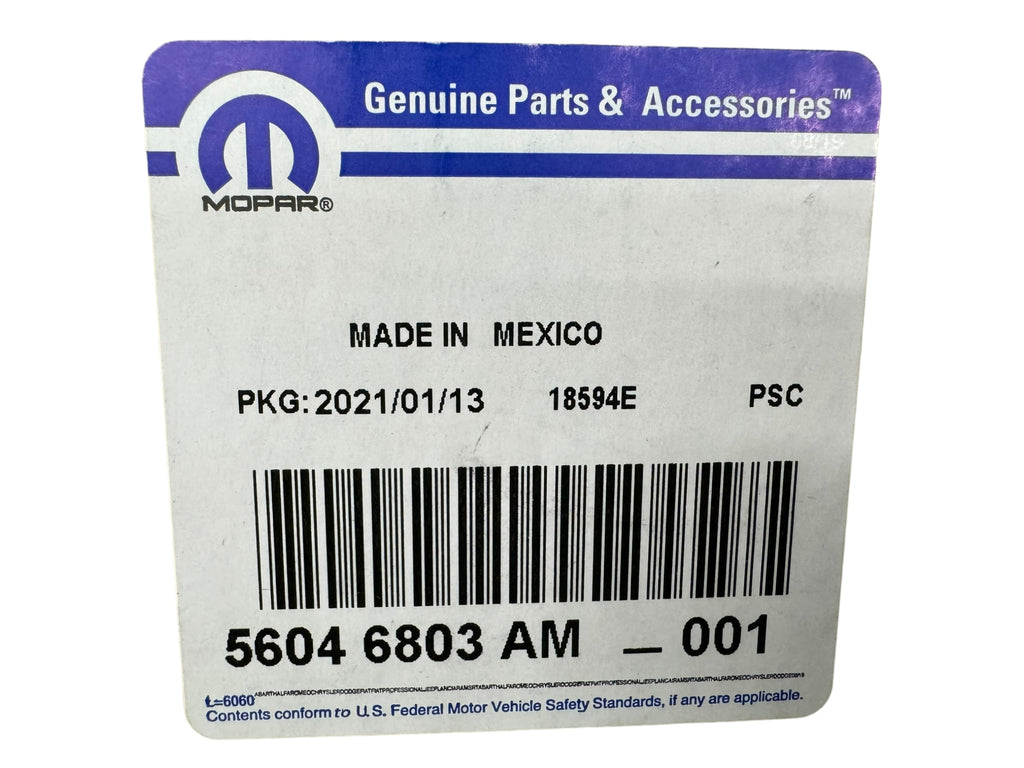 Genuine Parts & Accessories™
MOPAR®
MADE IN MEXICO
PKG: 2021/01/13 18594E PSC
5604 6803 AM _ 001
L=6060
Contents conform to U.S. Federal Motor Vehicle Safety Standards, if any are applicable.